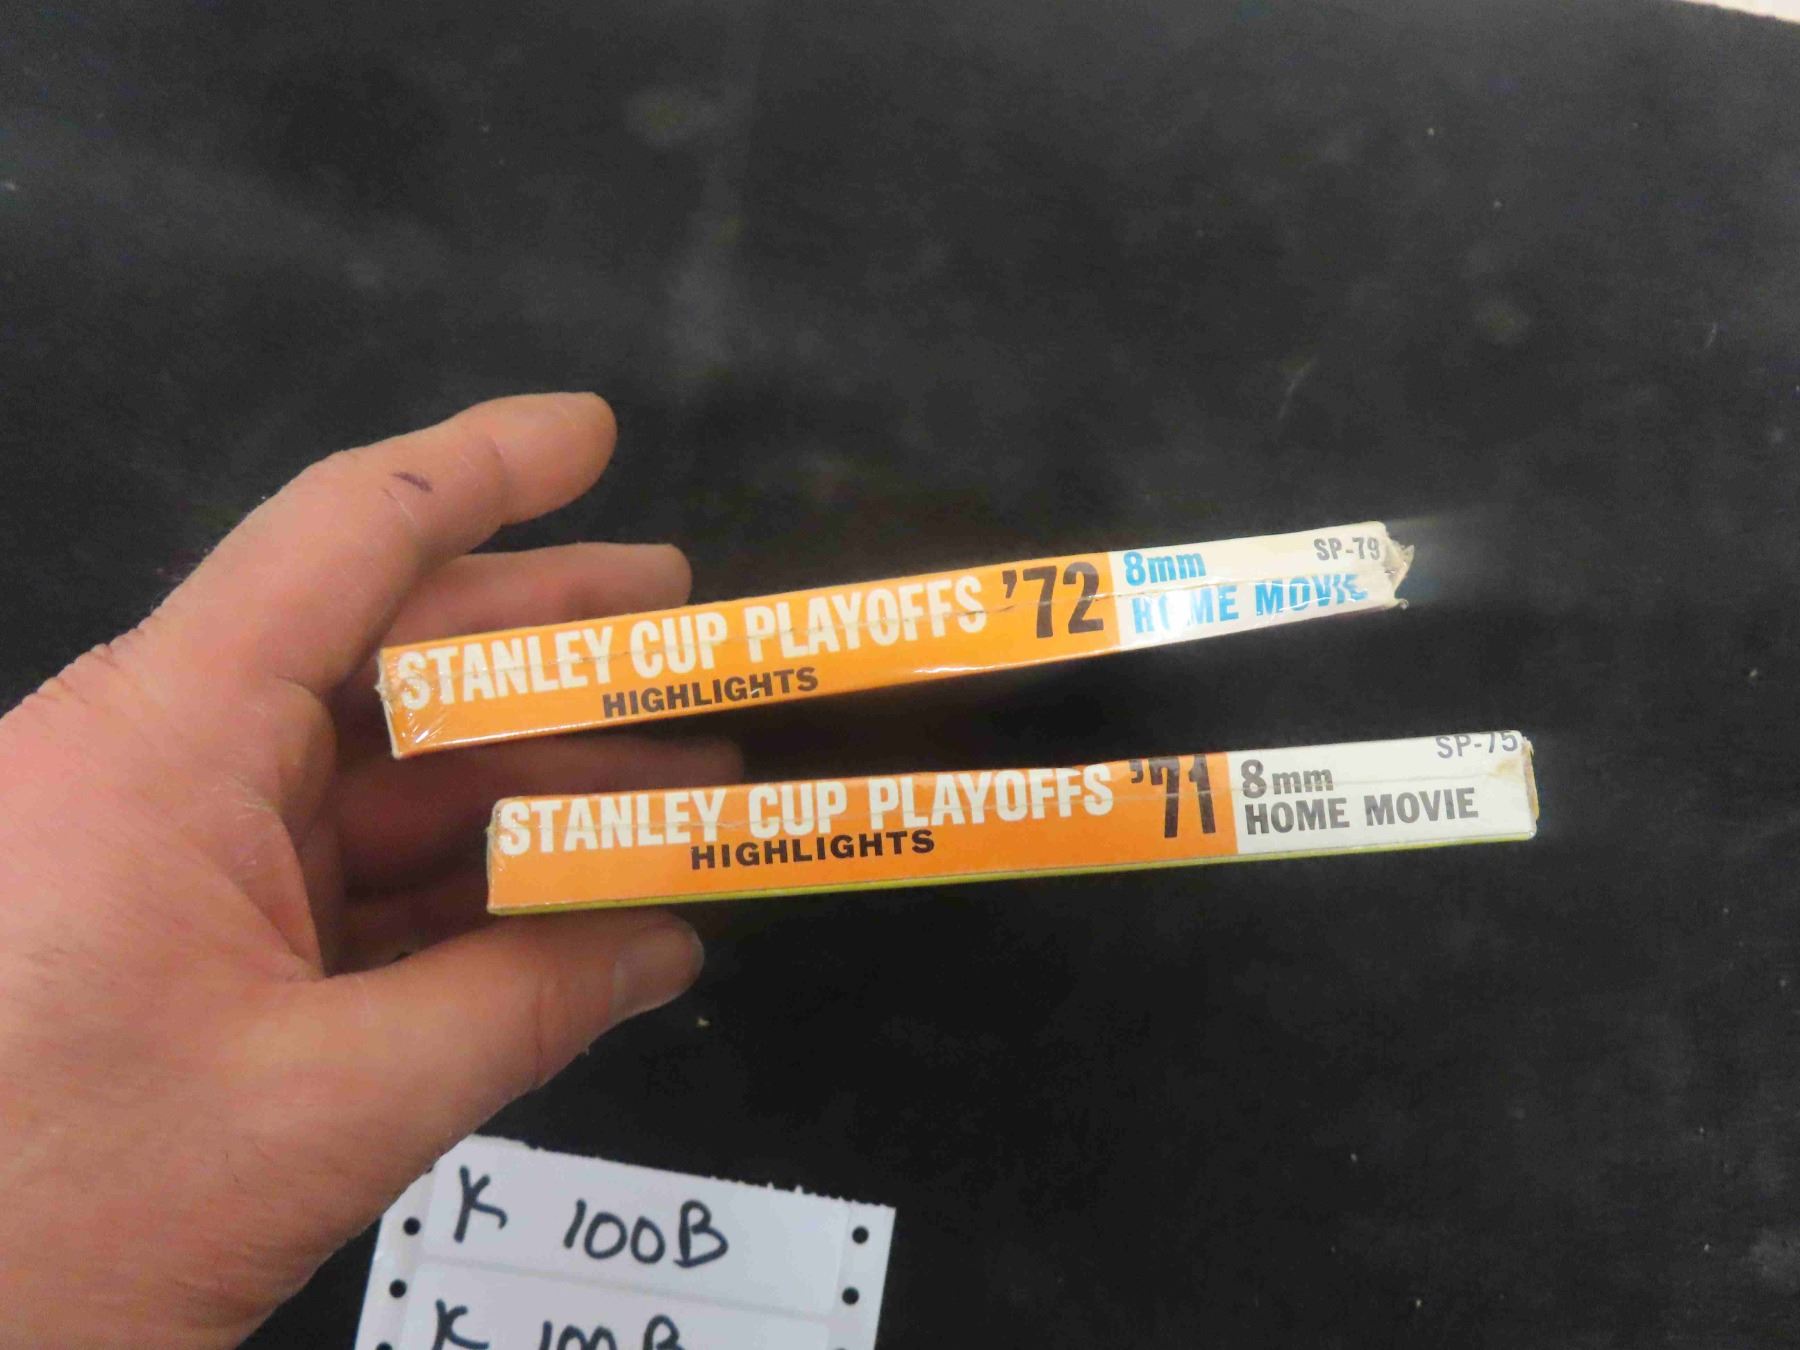 STANLEY CUP PLAYOFFS '72
HIGHLIGHTS
8mm
HOME MOVIE
SP-79
STANLEY CUP PLAYOFFS '71
HIGHLIGHTS
8mm
HOME MOVIE
SP-75
K 100B
K 100B